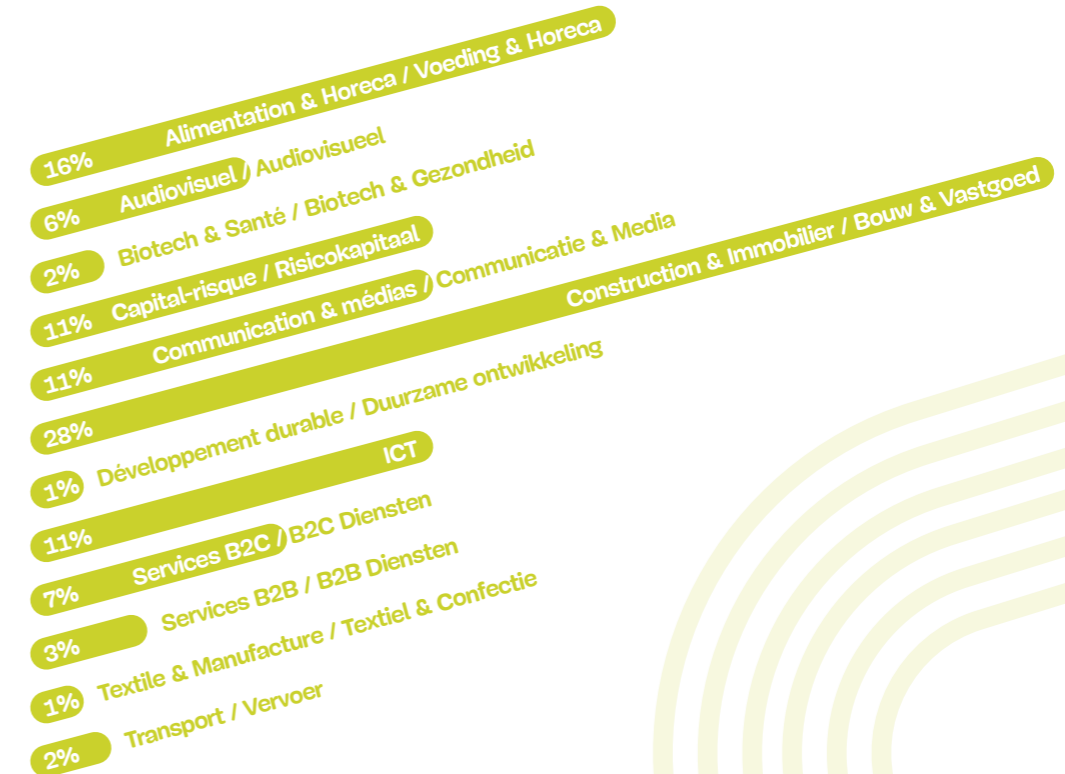 16% Alimentation & Horeca / Voeding & Horeca
6% Audiovisuel / Audiovisueel
2% Biotech & Santé / Biotech & Gezondheid
11% Capital-risque / Risicokapitaal
11% Communication & médias / Communicatie & Media
28% Construction & Immobilier / Bouw & Vastgoed
1% Développement durable / Duurzame ontwikkeling
11% ICT
7% Services B2C / B2C Diensten
3% Services B2B / B2B Diensten
1% Textile & Manufacture / Textiel & Confectie
2% Transport / Vervoer